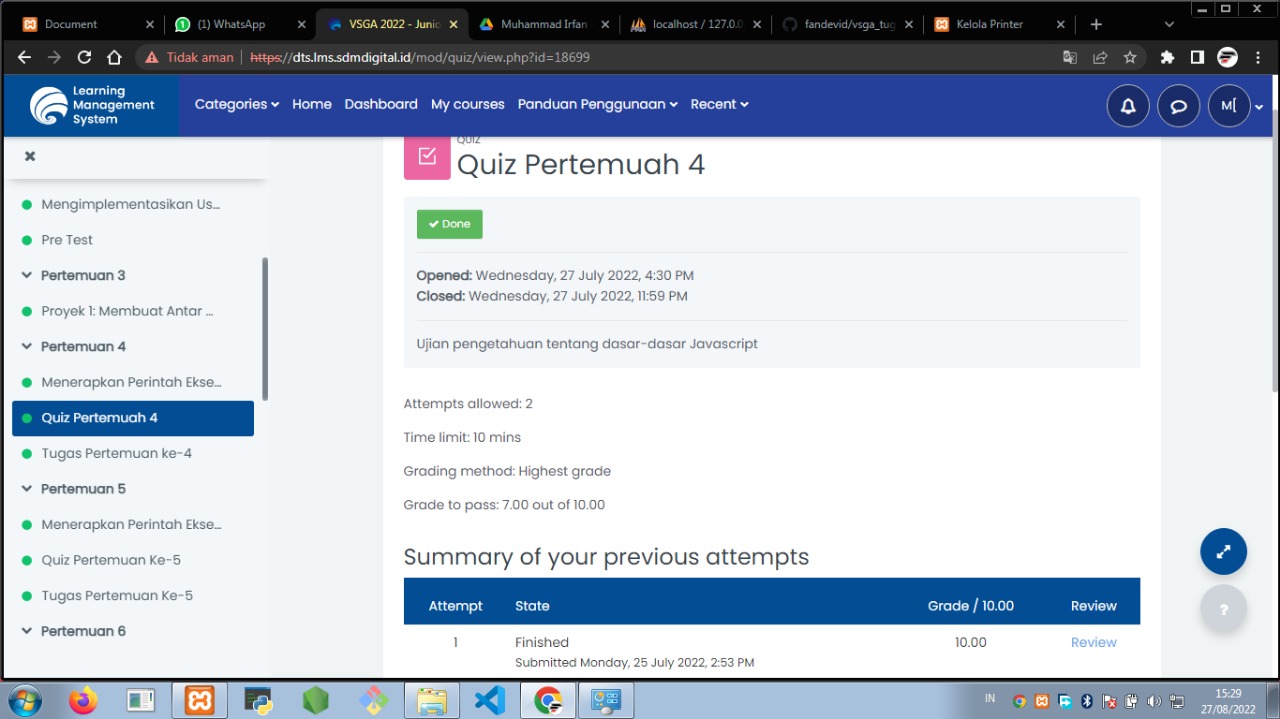 Document
(1) WhatsApp
VSGA 2022 - Junio
Muhammad Irfan
localhost / 127.0.0
fandevid/vsga_tug
Kelola Printer
Tidak aman
https://dts.lms.sdmdigital.id/mod/quiz/view.php?id=18699
Learning
Management
System
Categories
Home
Dashboard
My courses
Panduan Penggunaan
Recent
M[
Mengimplementasikan Us...
Pre Test
Pertemuan 3
Proyek 1: Membuat Antar ...
Pertemuan 4
Menerapkan Perintah Ekse...
Quiz Pertemuah 4
Tugas Pertemuan ke-4
Pertemuan 5
Menerapkan Perintah Ekse...
Quiz Pertemuan Ke-5
Tugas Pertemuan Ke-5
Pertemuan 6
QUIZ
Quiz Pertemuah 4
Done
Opened: Wednesday, 27 July 2022, 4:30 PM
Closed: Wednesday, 27 July 2022, 11:59 PM
Ujian pengetahuan tentang dasar-dasar Javascript
Attempts allowed: 2
Time limit: 10 mins
Grading method: Highest grade
Grade to pass: 7.00 out of 10.00
Summary of your previous attempts
Attempt State Grade / 10.00 Review
1 Finished 10.00 Review
Submitted Monday, 25 July 2022, 2:53 PM
?
IN
15:29
27/08/2022